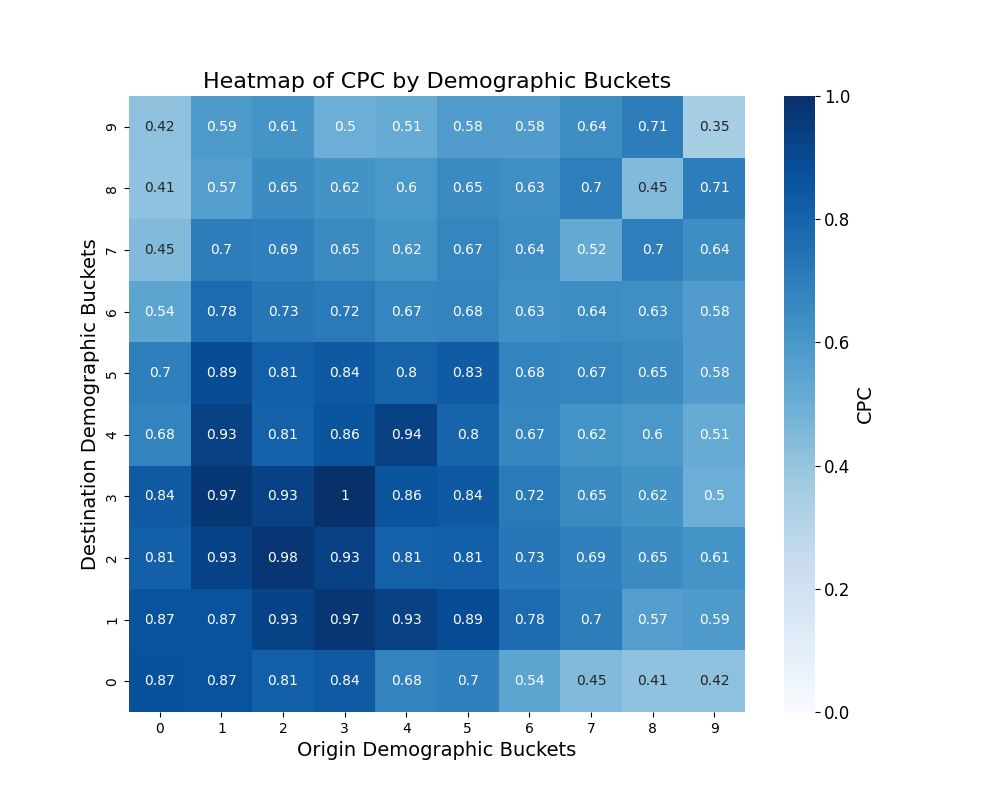 Heatmap of CPC by Demographic Buckets
9 0.42 0.59 0.61 0.5 0.51 0.58 0.58 0.64 0.71 0.35
8 0.41 0.57 0.65 0.62 0.6 0.65 0.63 0.7 0.45 0.71
7 0.45 0.7 0.69 0.65 0.62 0.67 0.64 0.52 0.7 0.64
6 0.54 0.78 0.73 0.72 0.67 0.68 0.63 0.64 0.63 0.58
5 0.7 0.89 0.81 0.84 0.8 0.83 0.68 0.67 0.65 0.58
4 0.68 0.93 0.81 0.86 0.94 0.8 0.67 0.62 0.6 0.51
3 0.84 0.97 0.93 1 0.86 0.84 0.72 0.65 0.62 0.5
2 0.81 0.93 0.98 0.93 0.81 0.81 0.73 0.69 0.65 0.61
1 0.87 0.87 0.93 0.97 0.93 0.89 0.78 0.7 0.57 0.59
0 0.87 0.87 0.81 0.84 0.68 0.7 0.54 0.45 0.41 0.42
0 1 2 3 4 5 6 7 8 9
Origin Demographic Buckets
Destination Demographic Buckets
1.0
0.8
0.6
0.4
0.2
0.0
CPC